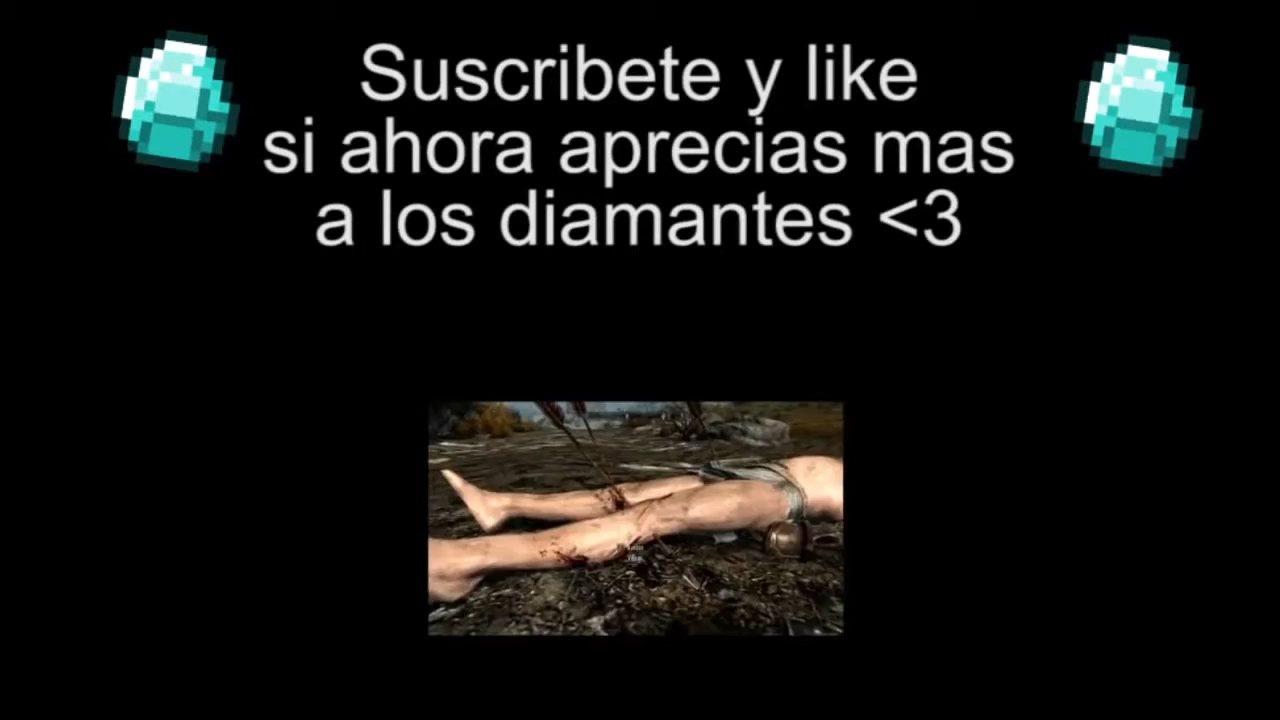 Suscribete y like
si ahora aprecias mas
a los diamantes <3